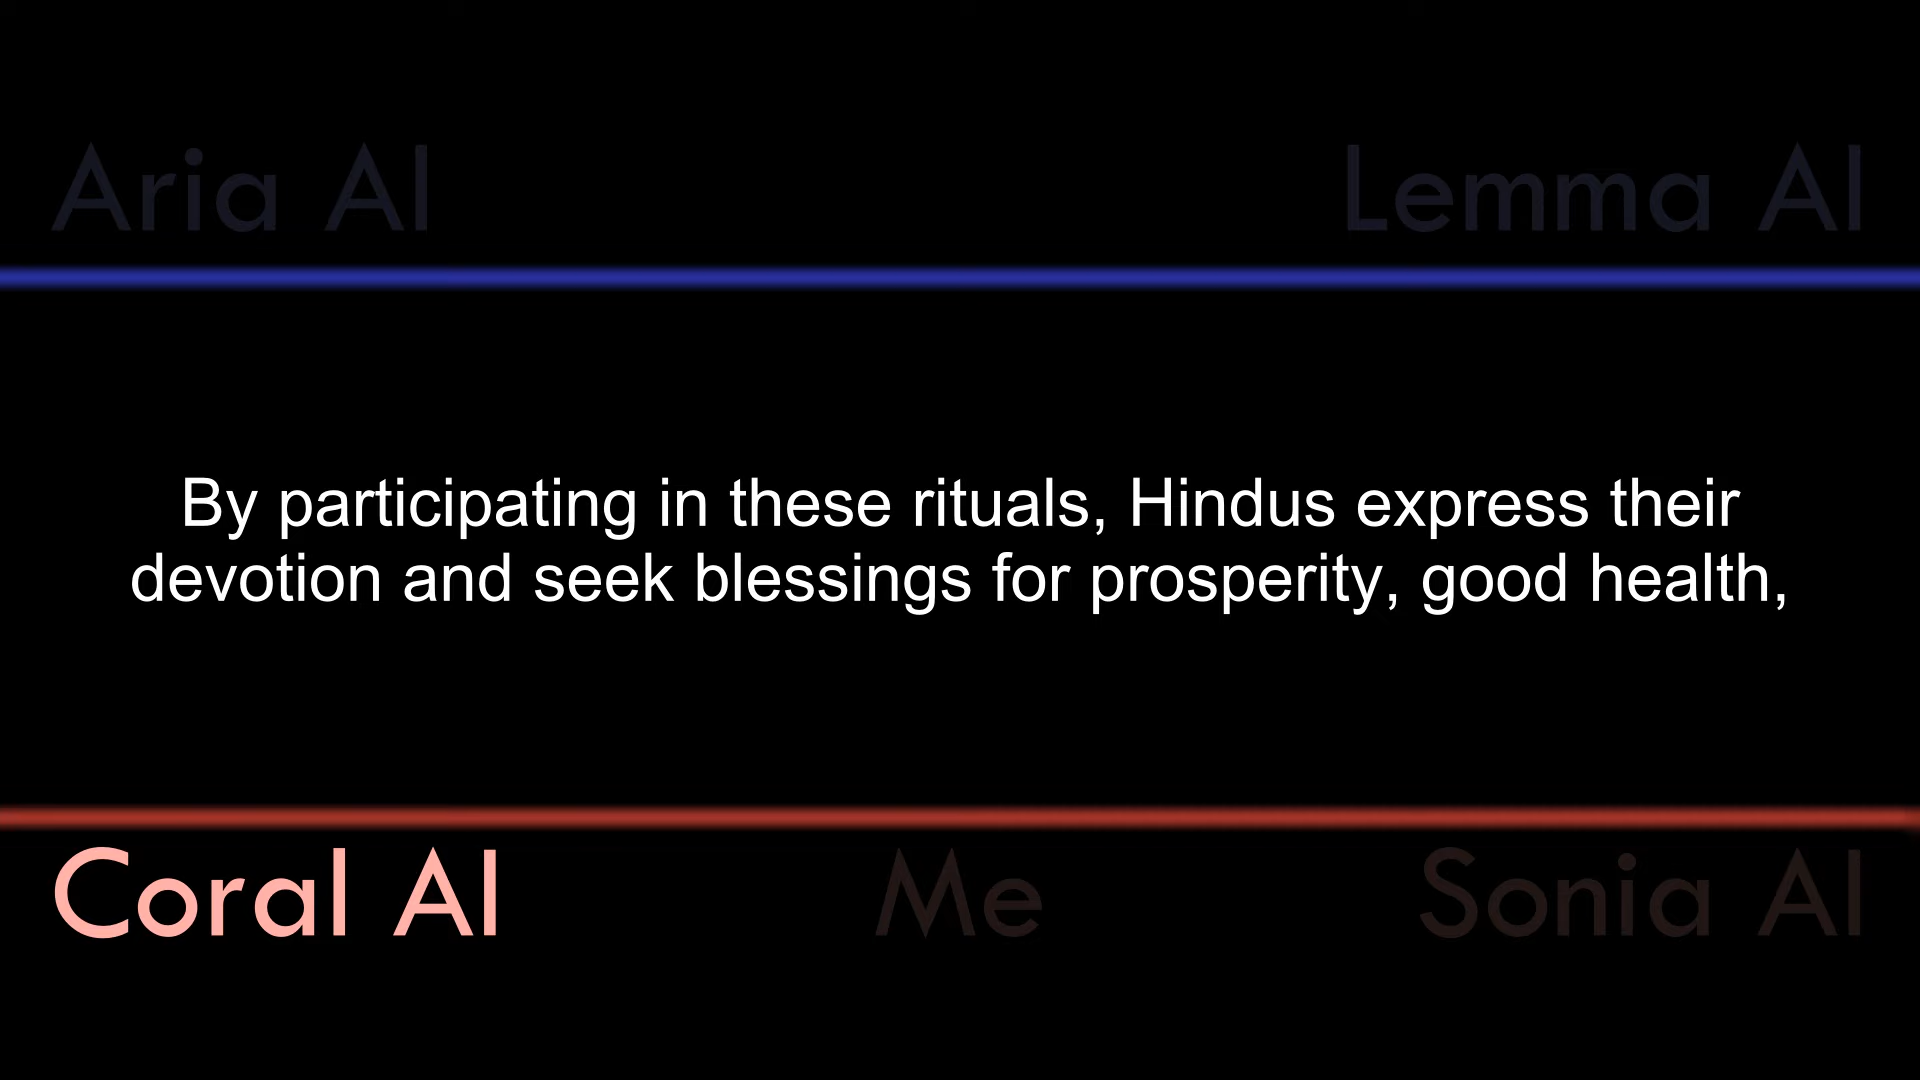 Aria AI
Lemma AI
By participating in these rituals, Hindus express their
devotion and seek blessings for prosperity, good health,
Coral AI
Me
Sonia AI